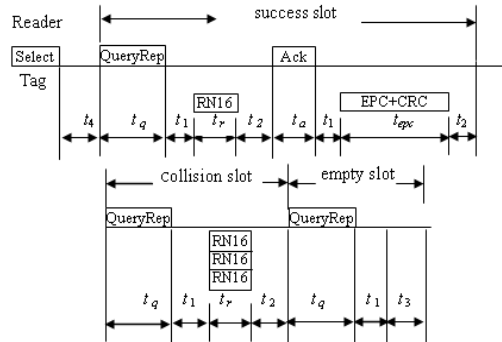 Reader
success slot
Select
QueryRep
Ack
Tag
RN16
EPC+CRC
t4 tq t1 tr t2 ta t1 tepc t2
Collision slot
empty slot
QueryRep
QueryRep
RN16
RN16
RN16
tq t1 tr t2 tq t1 t3